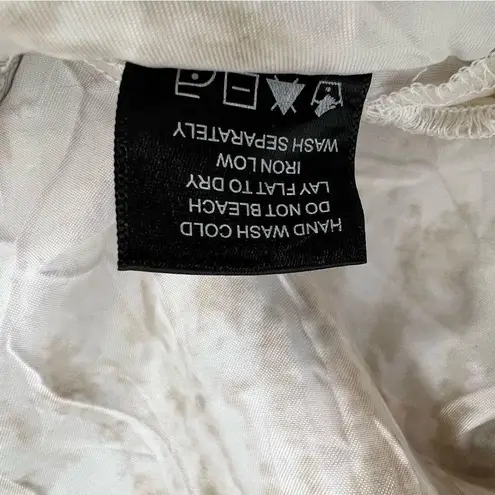 HAND WASH COLD
DO NOT BLEACH
LAY FLAT TO DRY
IRON LOW
WASH SEPARATELY